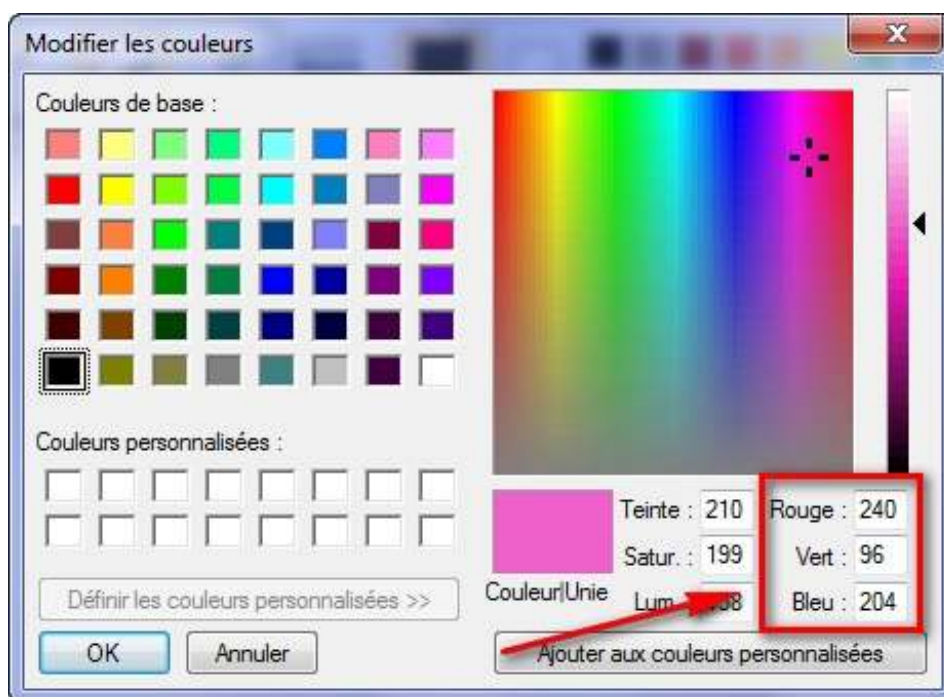 Modifier les couleurs
Couleurs de base :
Couleurs personnalisées :
Définir les couleurs personnalisées >>
OK
Annuler
Teinte : 210
Rouge : 240
Satur. : 199
Vert : 96
Couleur|Unie
Lum
Bleu : 204
Ajouter aux couleurs personnalisées